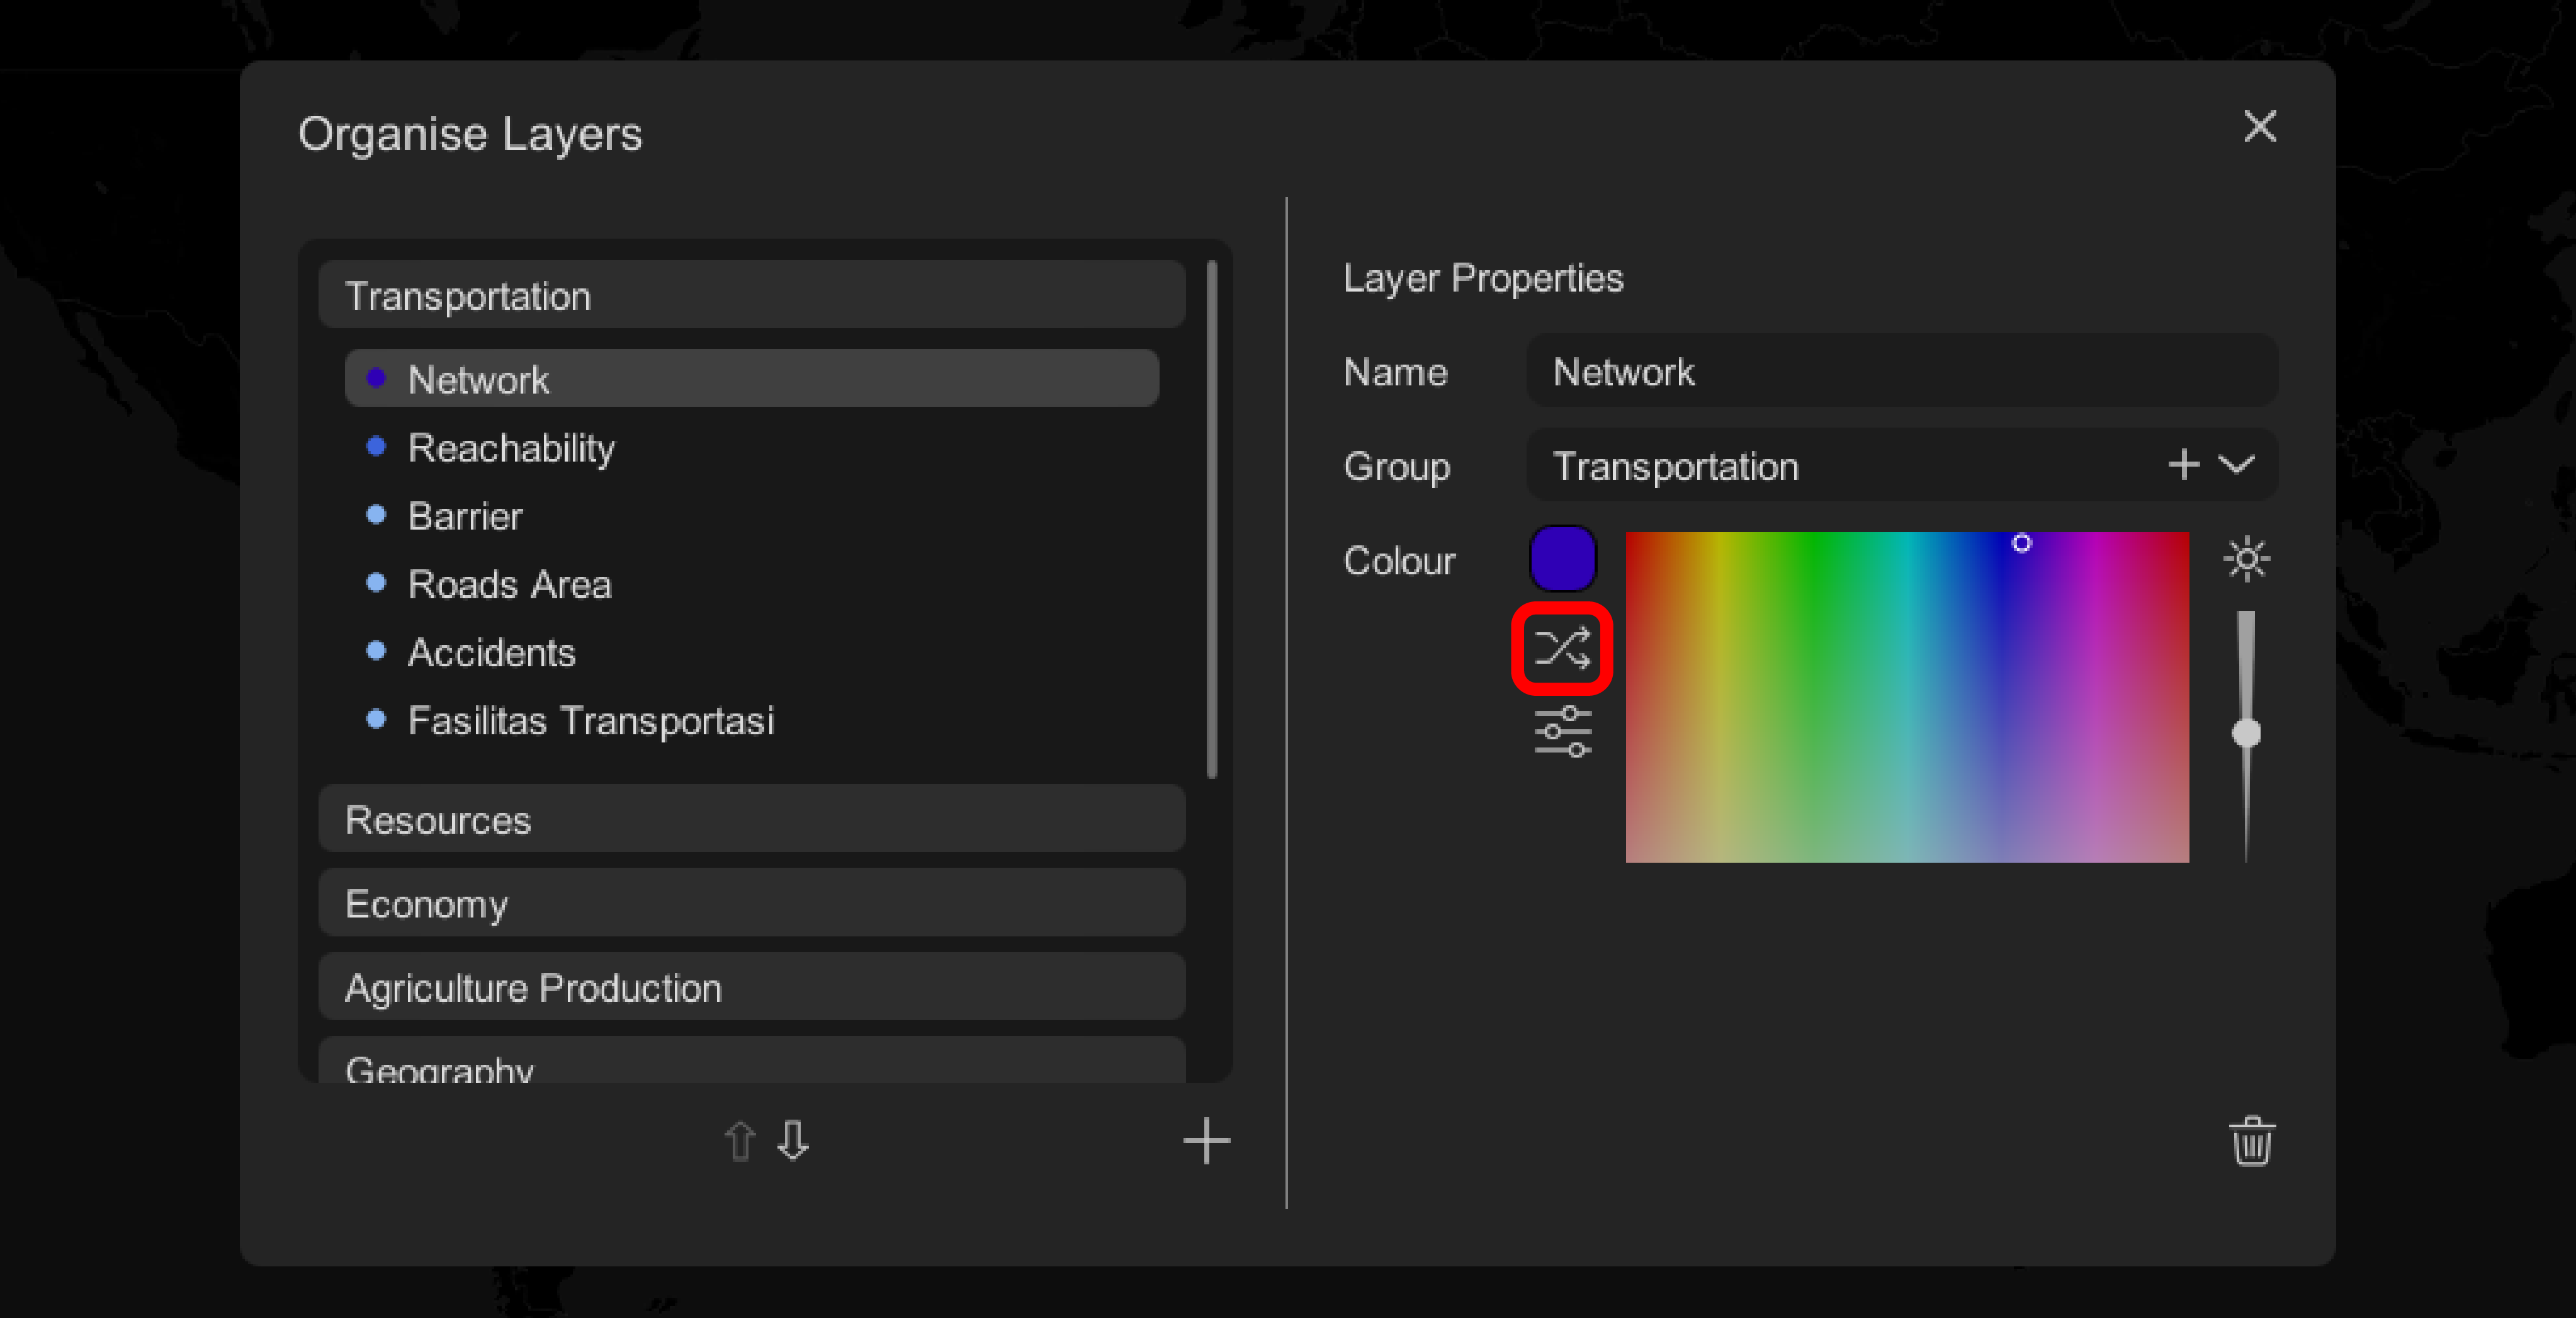 Organise Layers
Transportation
Network
Reachability
Barrier
Roads Area
Accidents
Fasilitas Transportasi
Resources
Economy
Agriculture Production
Geography
Layer Properties
Name Network
Group Transportation
Colour